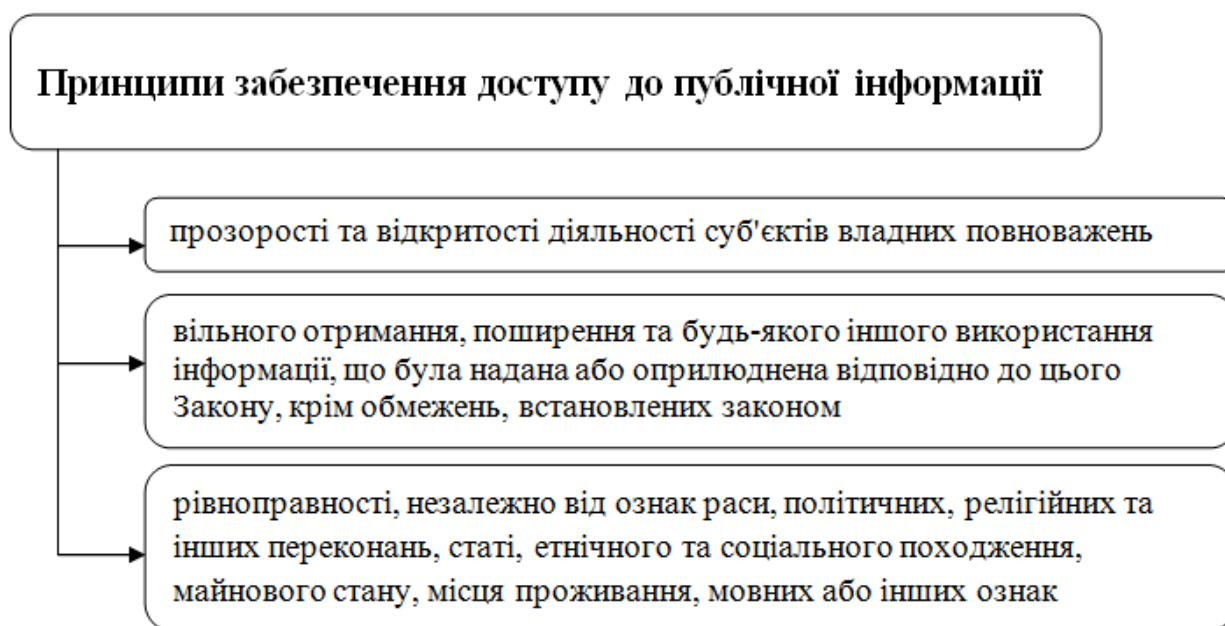 Принципи забезпечення доступу до публічної інформації
прозорості та відкритості діяльності суб'єктів владних повноважень
вільного отримання, поширення та будь-якого іншого використання
інформації, що була надана або оприлюднена відповідно до цього
Закону, крім обмежень, встановлених законом
рівноправності, незалежно від ознак раси, політичних, релігійних та
інших переконань, статі, етнічного та соціального походження,
майнового стану, місця проживання, мовних або інших ознак